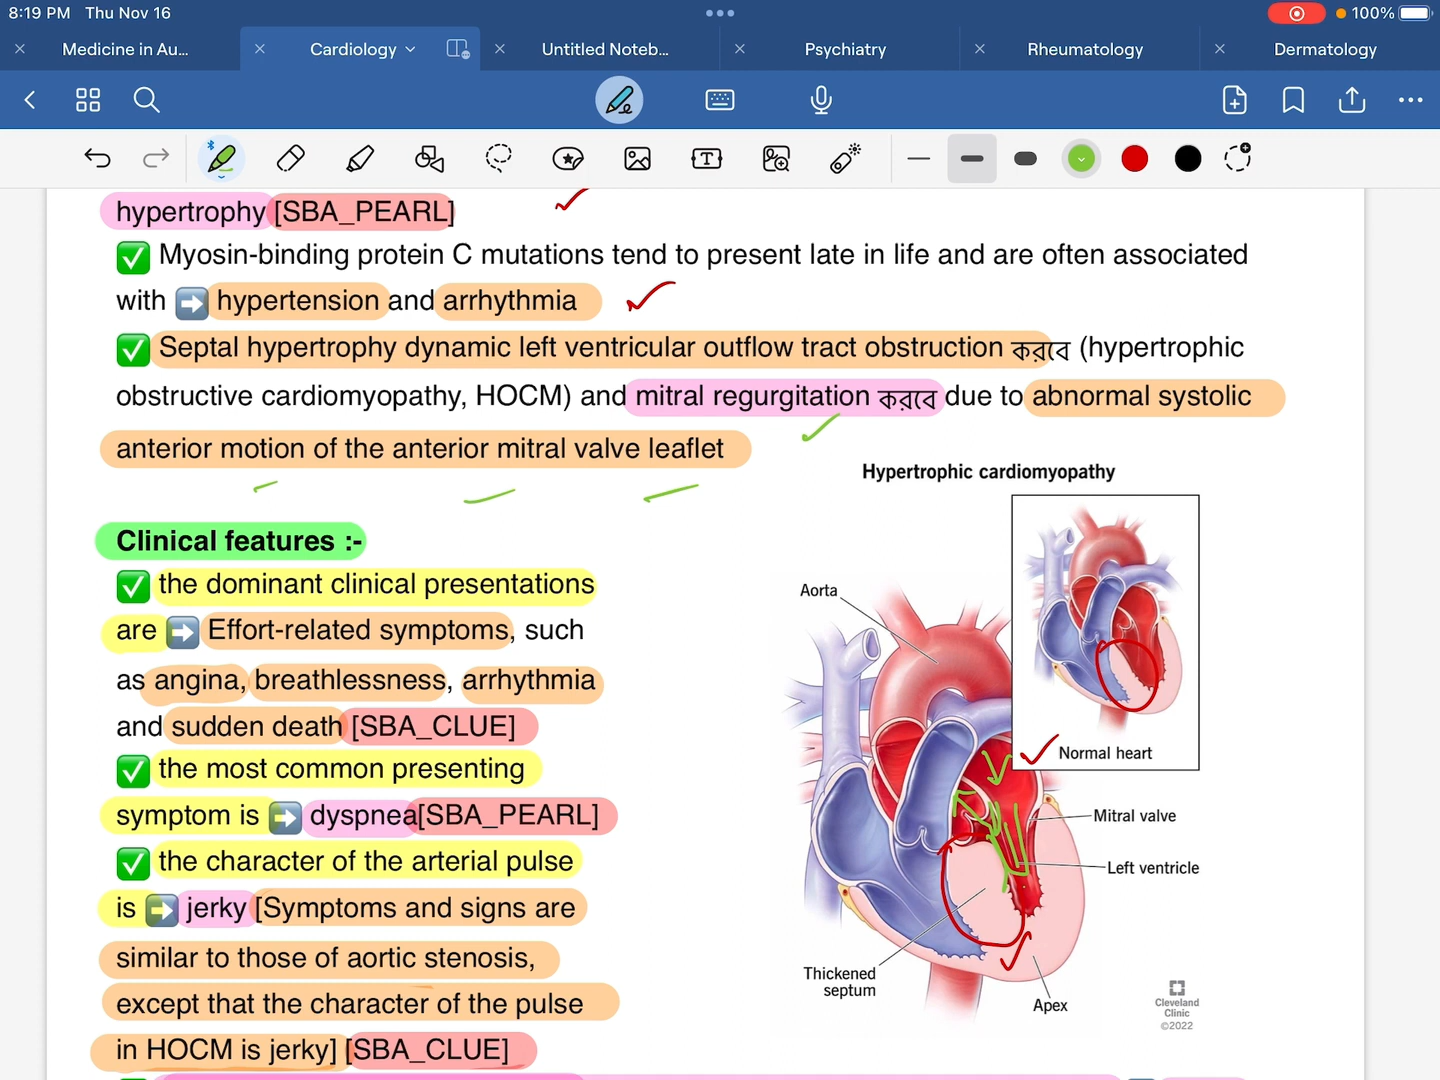 8:19 PM Thu Nov 16
100%
Medicine in Au...
Cardiology
Untitled Noteb...
Psychiatry
Rheumatology
Dermatology
hypertrophy [SBA_PEARL]
✅ Myosin-binding protein C mutations tend to present late in life and are often associated
with ➡️ hypertension and arrhythmia
✅ Septal hypertrophy dynamic left ventricular outflow tract obstruction করবে (hypertrophic
obstructive cardiomyopathy, HOCM) and mitral regurgitation করবে due to abnormal systolic
anterior motion of the anterior mitral valve leaflet
Clinical features :-
✅ the dominant clinical presentations
are ➡️ Effort-related symptoms, such
as angina, breathlessness, arrhythmia
and sudden death [SBA_CLUE]
✅ the most common presenting
symptom is ➡️ dyspnea[SBA_PEARL]
✅ the character of the arterial pulse
is ➡️ jerky [Symptoms and signs are
similar to those of aortic stenosis,
except that the character of the pulse
in HOCM is jerky] [SBA_CLUE]
Hypertrophic cardiomyopathy
Aorta
Normal heart
Mitral valve
Left ventricle
Thickened
septum
Apex
Cleveland
Clinic
©2022